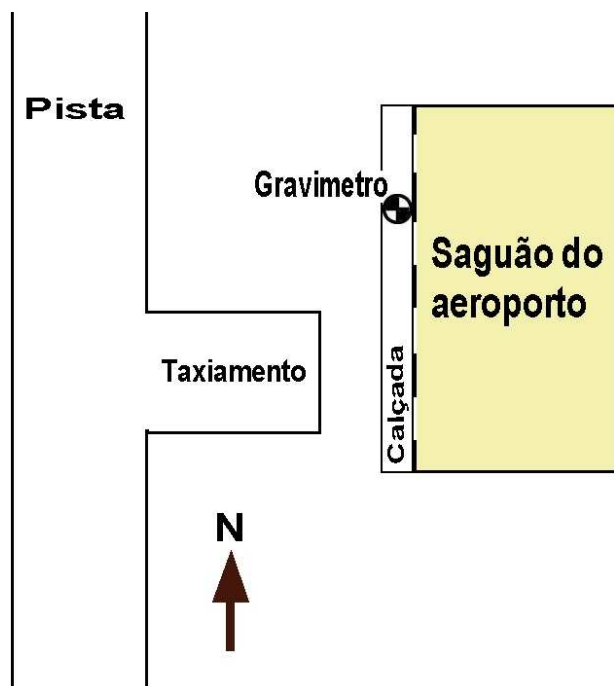 Pista
Gravimetro
Saguão do
aeroporto
Taxiamento
Calçada
N